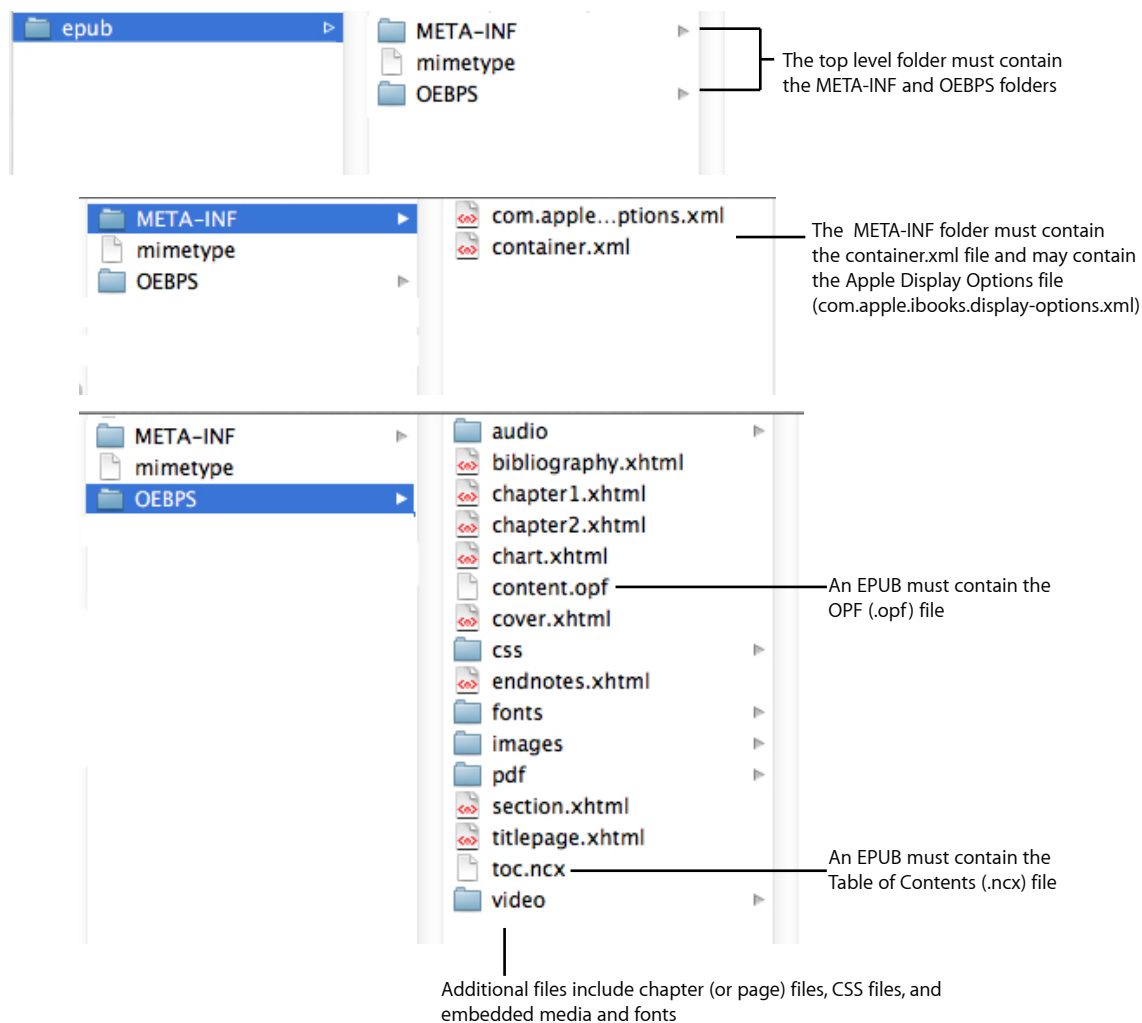 epub
META-INF
mimetype
OEBPS
The top level folder must contain
the META-INF and OEBPS folders
META-INF
mimetype
OEBPS
com.apple...ptions.xml
container.xml
The META-INF folder must contain
the container.xml file and may contain
the Apple Display Options file
(com.apple.ibooks.display-options.xml)
META-INF
mimetype
OEBPS
audio
bibliography.xhtml
chapter1.xhtml
chapter2.xhtml
chart.xhtml
content.opf
cover.xhtml
css
endnotes.xhtml
fonts
images
pdf
section.xhtml
titlepage.xhtml
toc.ncx
video
An EPUB must contain the
OPF (.opf) file
An EPUB must contain the
Table of Contents (.ncx) file
Additional files include chapter (or page) files, CSS files, and
embedded media and fonts